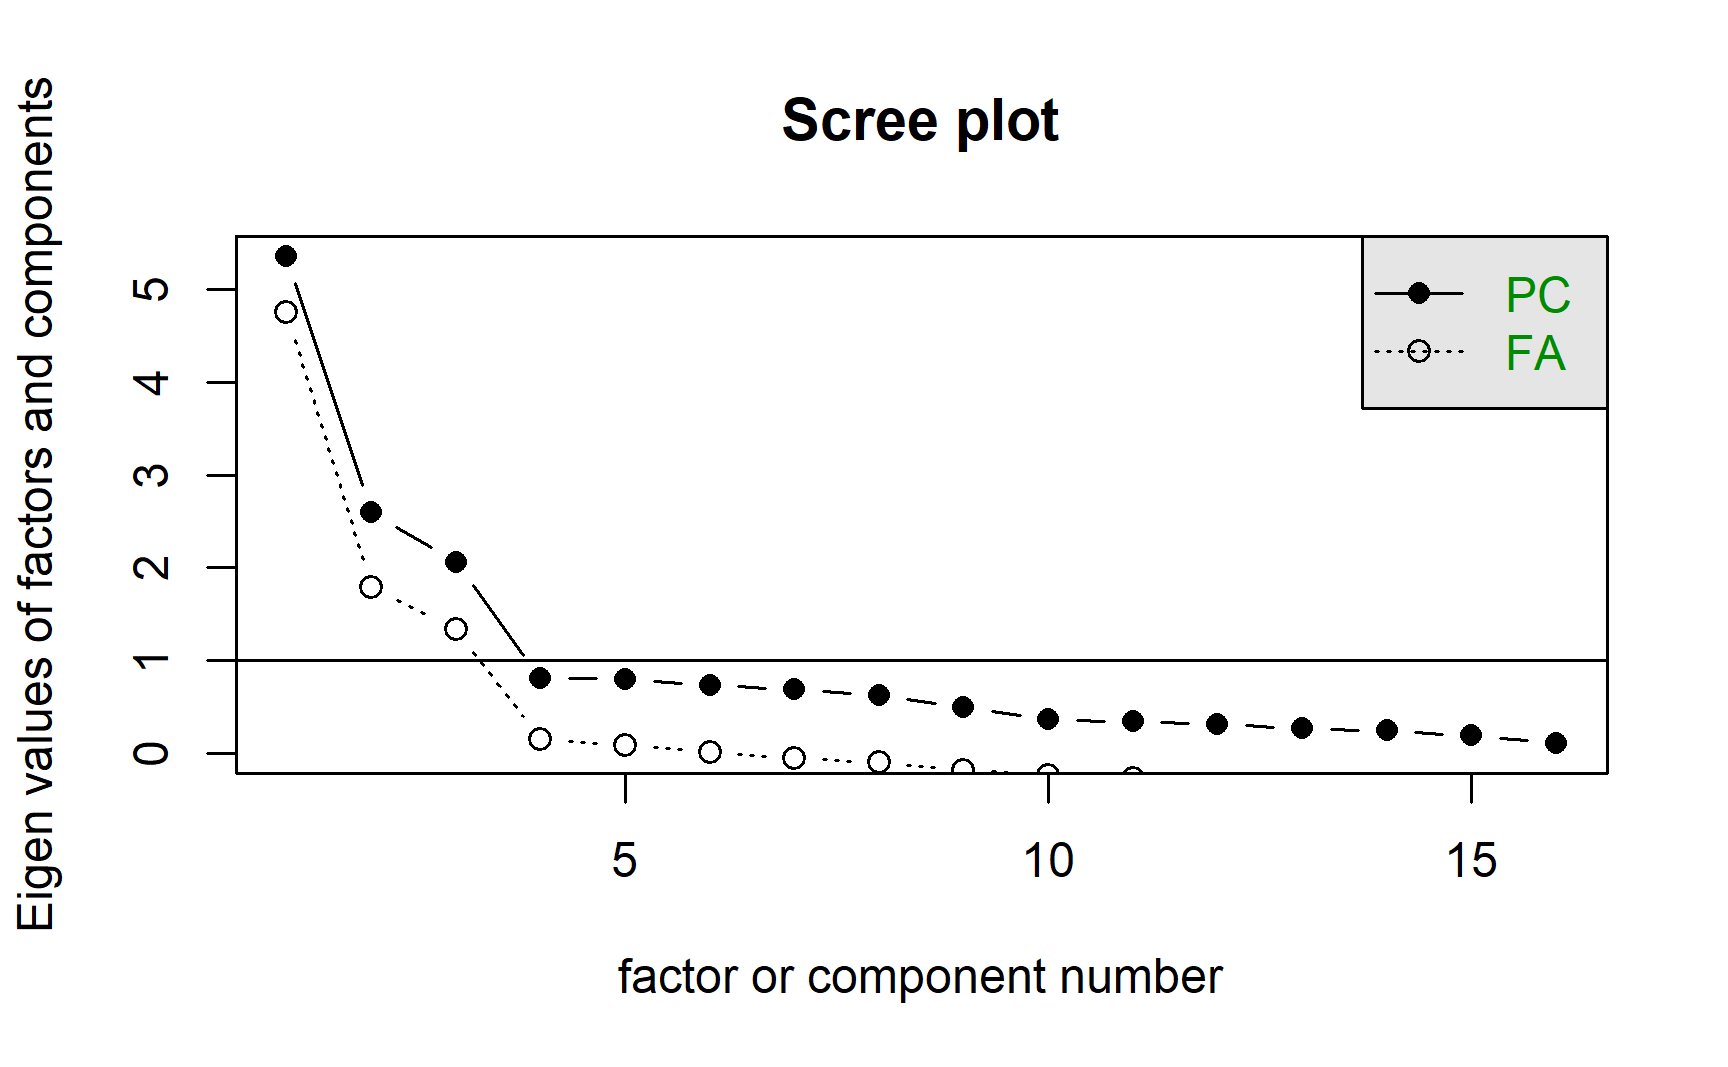 Scree plot
Eigen values of factors and components
5
4
3
2
1
0
PC
FA
5
10
15
factor or component number